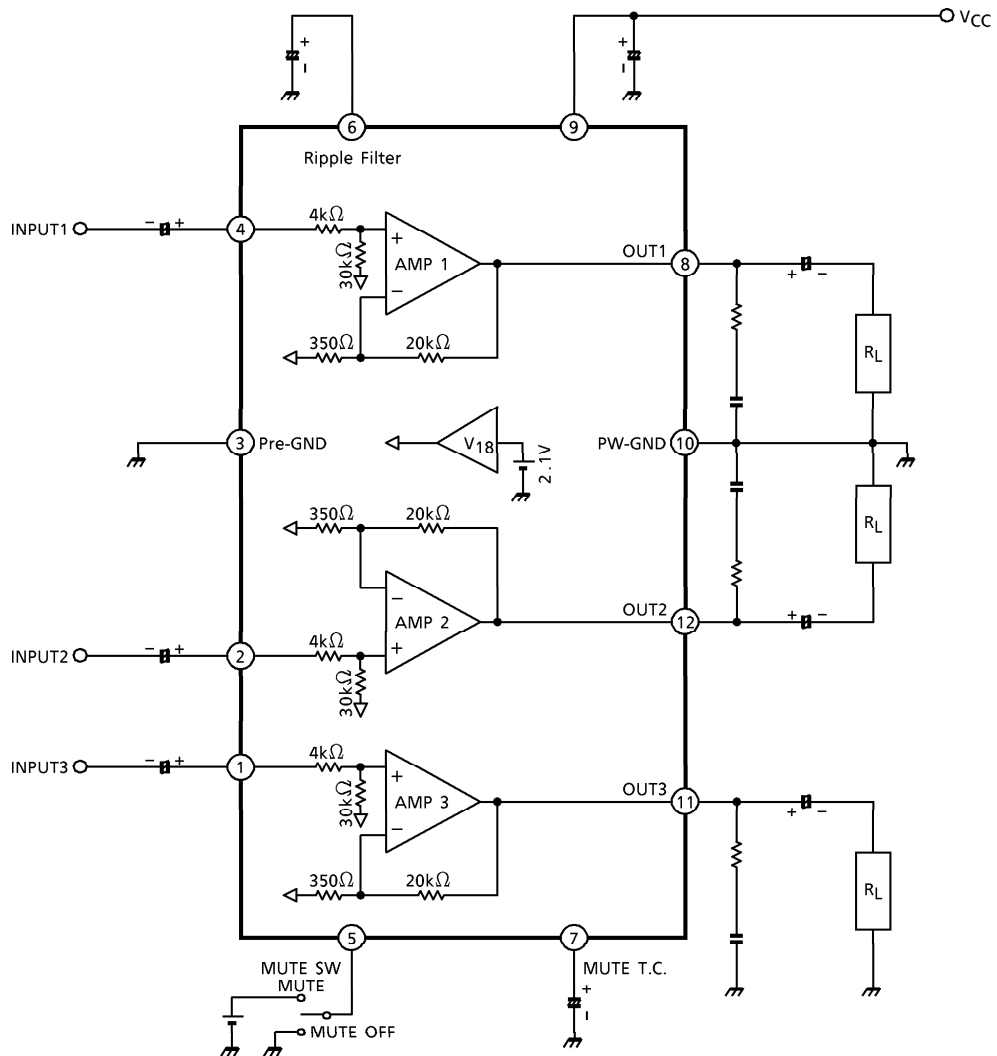 +
−
+
−
VCC
6
9
Ripple Filter
INPUT1
− +
4
4kΩ
30kΩ
+
AMP 1
−
OUT1
8
+ −
350Ω
20kΩ
RL
3
Pre-GND
V18
2.1V
PW-GND
10
350Ω
20kΩ
RL
−
AMP 2
+
OUT2
12
+ −
INPUT2
− +
2
4kΩ
30kΩ
INPUT3
− +
1
4kΩ
30kΩ
+
AMP 3
−
OUT3
11
+ −
350Ω
20kΩ
RL
5
7
MUTE SW
MUTE
MUTE T.C.
+
−
MUTE OFF